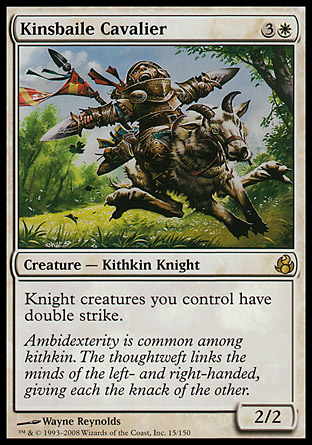 Kinsbaile Cavalier 3
Creature — Kithkin Knight
Knight creatures you control have
double strike.
Ambidexterity is common among
kithkin. The thoughtweft links the
minds of the left- and right-handed,
giving each the knack of the other.
Wayne Reynolds
™ & © 1993–2008 Wizards of the Coast, Inc. 15/150
2/2